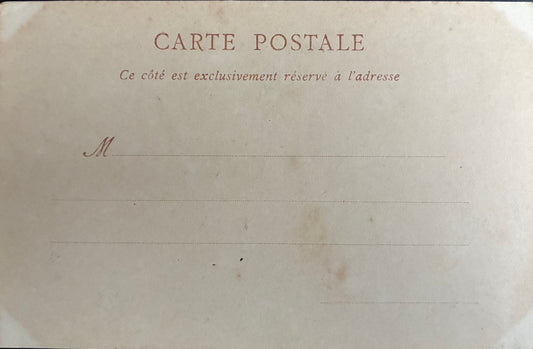 CARTE POSTALE
Ce côté est exclusivement réservé à l'adresse
M